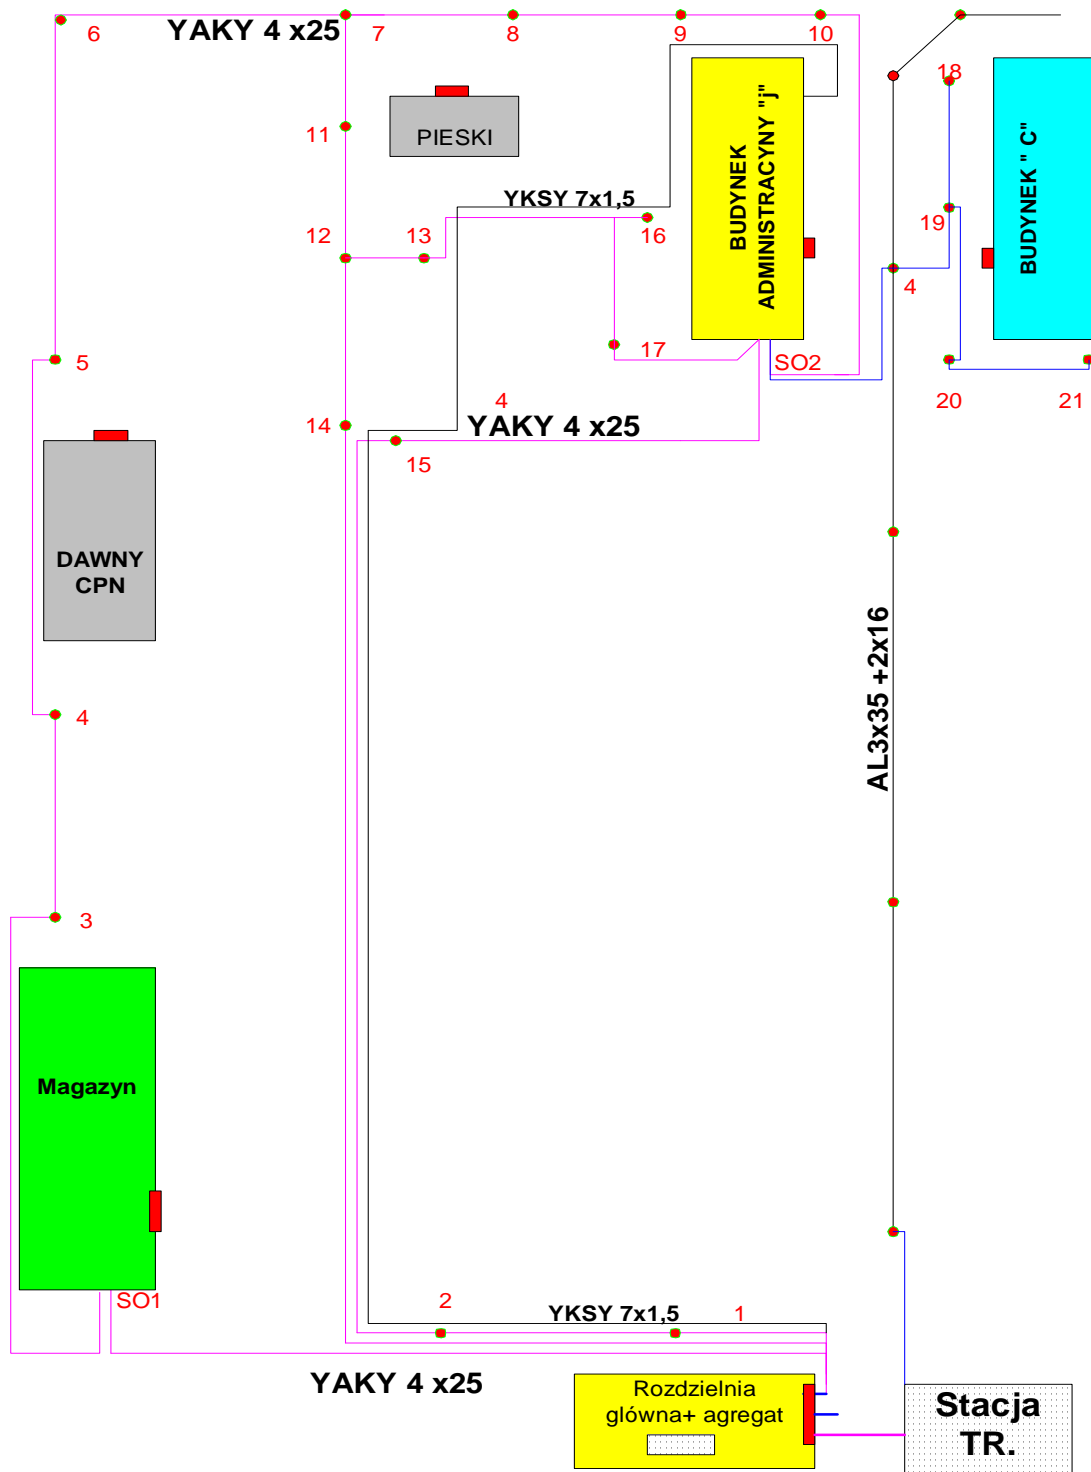 6
YAKY 4 x25
7
8
9
10
18
11
PIESKI
BUDYNEK
ADMINISTRACYJNY "j"
BUDYNEK " C"
YKSY 7x1,5
12
13
16
19
4
5
17
SO2
20
21
4
14
YAKY 4 x25
15
DAWNY
CPN
AL3x35 +2x16
4
3
Magazyn
SO1
2
YKSY 7x1,5
1
YAKY 4 x25
Rozdzielnia
główna+ agregat
Stacja
TR.